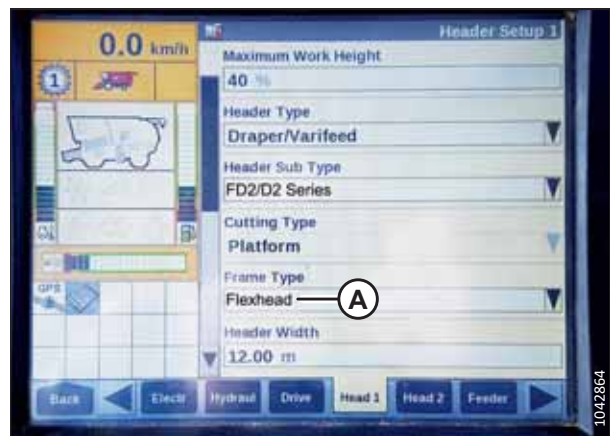 0.0 km/h
Header Setup 1
1
Maximum Work Height
40 %
Header Type
Draper/Varifeed
Header Sub Type
FD2/D2 Series
Cutting Type
Platform
Frame Type
Flexhead
A
GPS
Header Width
12.00 m
Back
Electr
Hydraul
Drive
Head 1
Head 2
Feeder
1042864